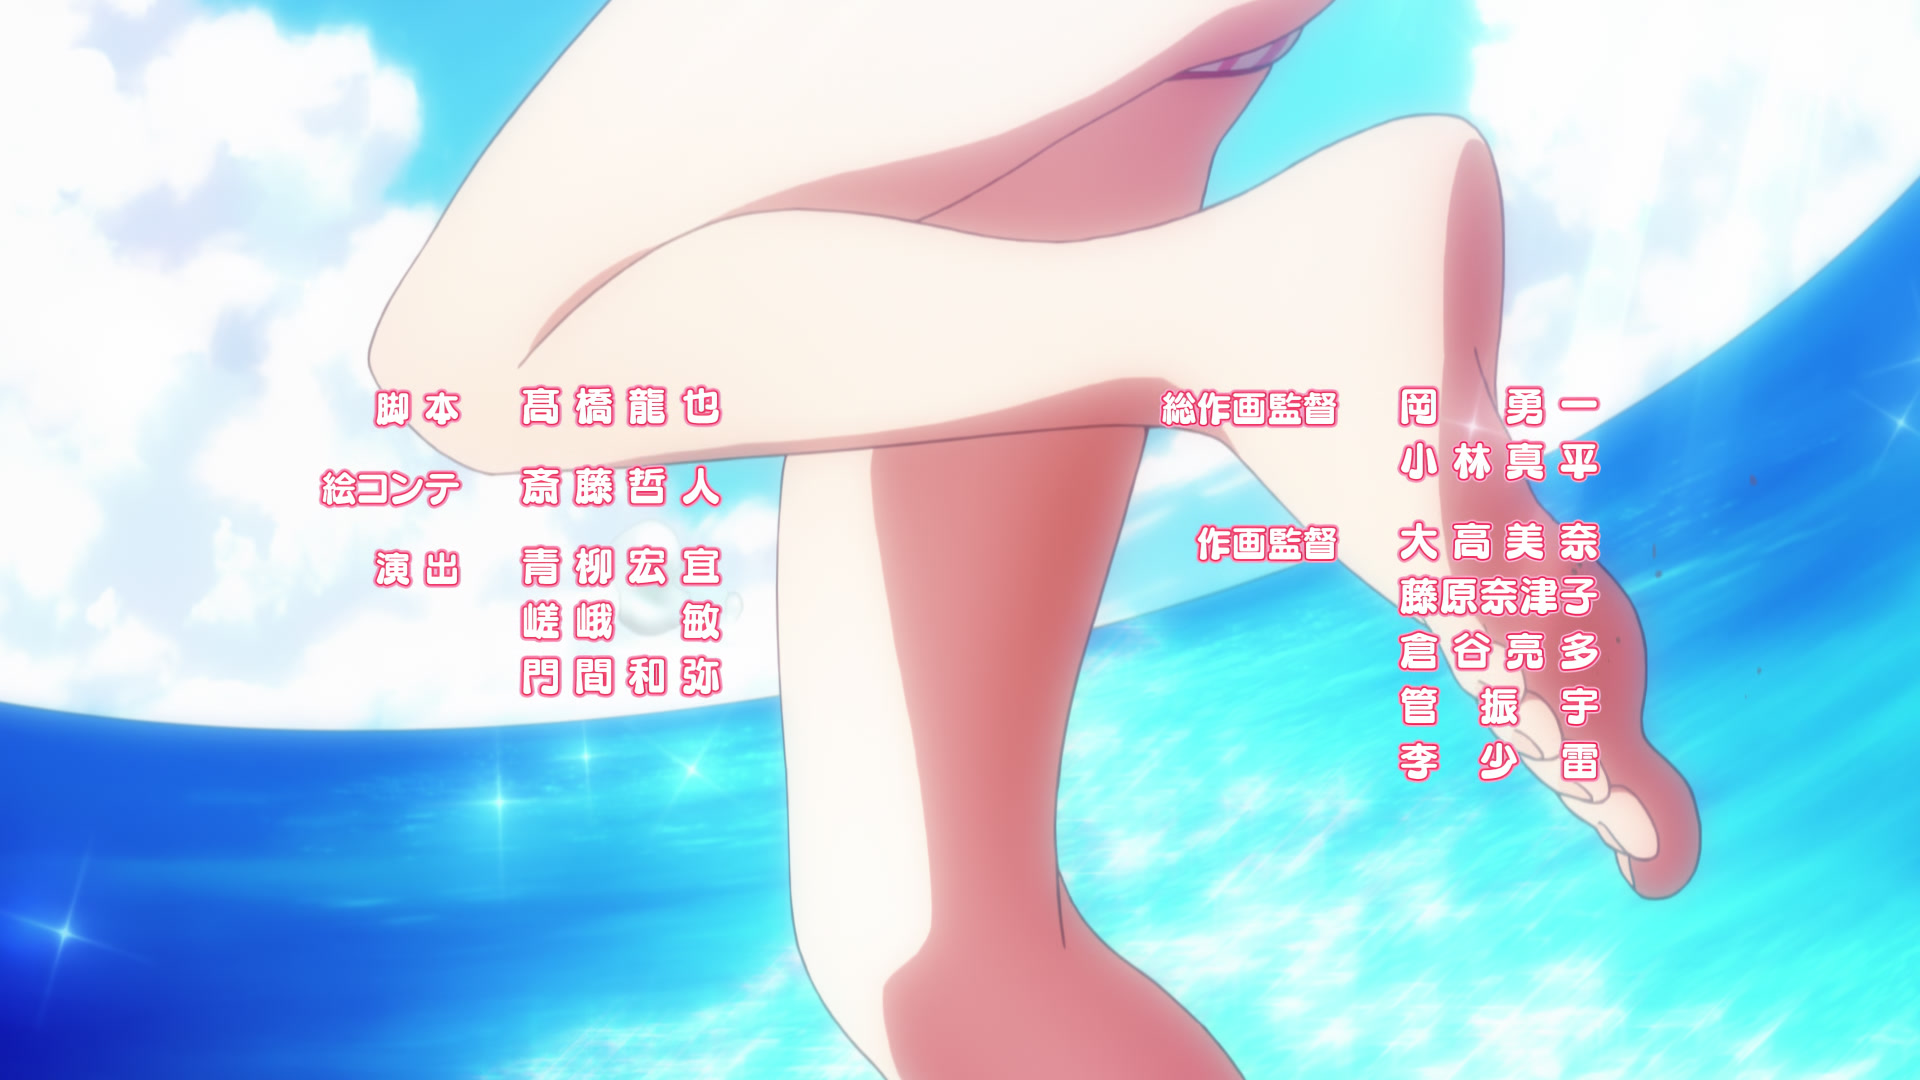 脚本 髙橋龍也
絵コンテ 斎藤哲人
演出 青柳宏宜
嵯峨敏
門間和弥
総作画監督 岡勇一
小林真平
作画監督 大高美奈
藤原奈津子
倉谷亮多
管振宇
李少雷